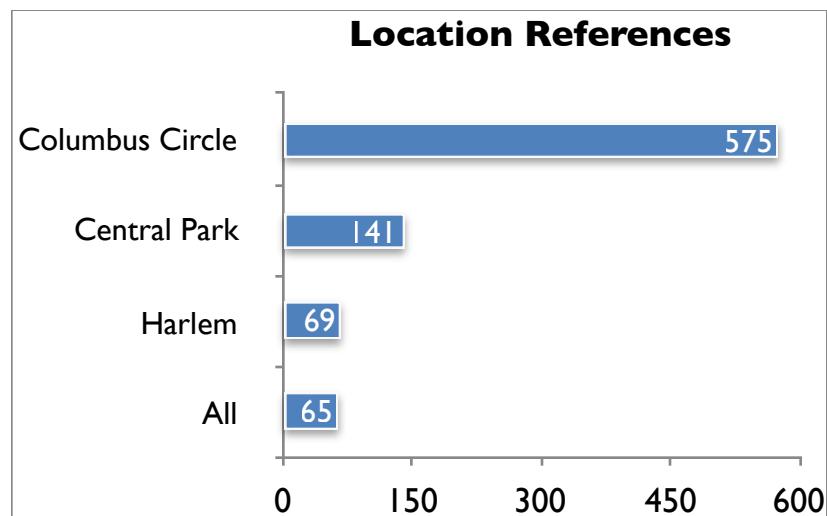 Location References
Columbus Circle
575
Central Park
141
Harlem
69
All
65
0 150 300 450 600